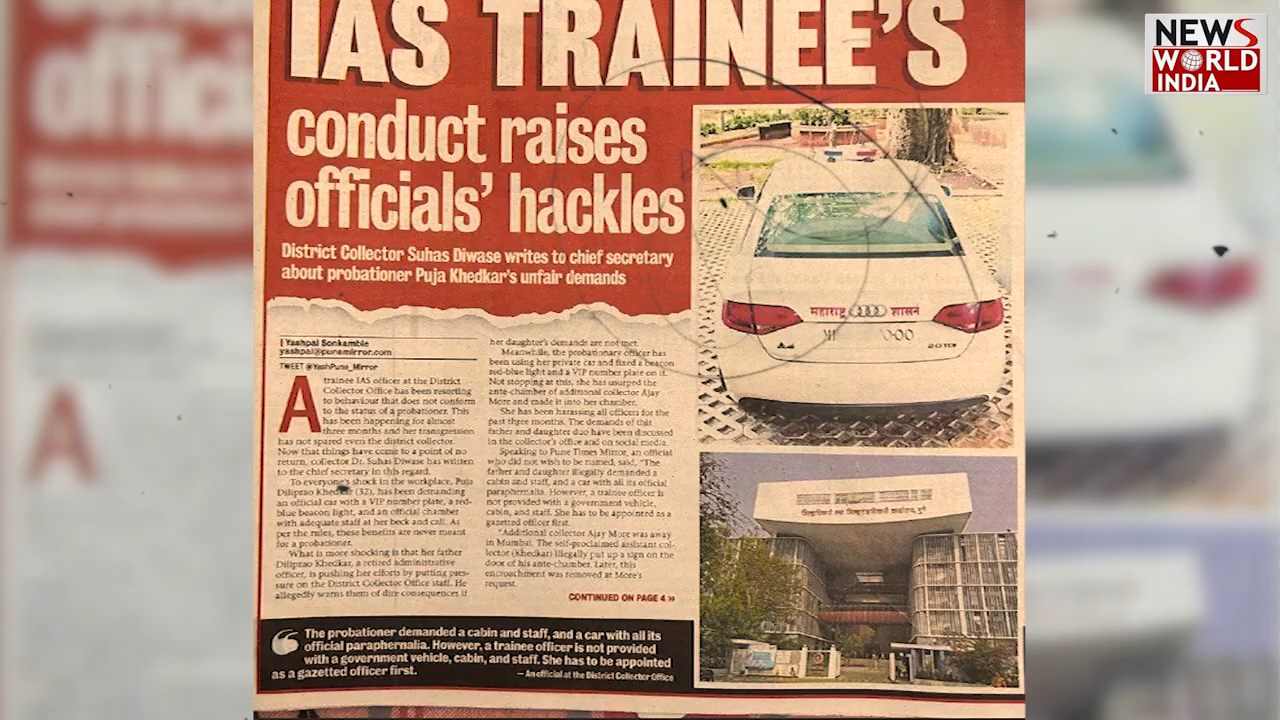 IAS TRAINEE'S
conduct raises
officials' hackles
District Collector Suhas Diwase writes to chief secretary
about probationer Puja Khedkar's unfair demands
| Yashpal Sonkamble
yashpal@punemirror.com
TWEET @YashPune_Mirror
A trainee IAS officer at the District
Collector Office has been resorting
to behaviour that does not conform
to the status of a probationer. This
has been happening for almost
three months and her transgression
has not spared even the district collector.
Now that things have come to a point of no
return, collector Dr. Suhas Diwase has written
to the chief secretary in this regard.
To everyone's shock in the workplace, Puja
Diliprao Khedkar (32), has been demanding
an official car with a VIP number plate, a red-
blue beacon light, and an official chamber
with adequate staff at her beck and call. As
per the rules, these benefits are never meant
for a probationer.
What is more shocking is that her father
Diliprao Khedkar, a retired administrative
officer, is pushing her efforts by putting pres-
sure on the District Collector Office staff. He
allegedly warns them of dire consequences if
her daughter's demands are not met.
Meanwhile, the probationary officer has
been using her private car and fixed a beacon
red-blue light and a VIP number plate on it.
Not stopping at this, she has usurped the
ante-chamber of additional collector Ajay
More and made it into her chamber.
She has been harassing all officers for the
past three months. The demands of this
father and daughter duo have been discussed
in the collector's office and on social media.
Speaking to Pune Times Mirror, an official
who did not wish to be named, said, "The
father and daughter illegally demanded a
cabin and staff, and a car with all its official
paraphernalia. However, a trainee officer is
not provided with a government vehicle,
cabin, and staff. She has to be appointed as a
gazetted officer first.
"Additional collector Ajay More was away
in Mumbai. The self-proclaimed assistant col-
lector (Khedkar) illegally put up a sign on the
door of his ante-chamber. Later, this
encroachment was removed at More's
request.
CONTINUED ON PAGE 4 »
The probationer demanded a cabin and staff, and a car with all its
official paraphernalia. However, a trainee officer is not provided
with a government vehicle, cabin, and staff. She has to be appointed
as a gazetted officer first.
— An official at the District Collector Office
महाराष्ट्र शासन
A4
2.0 TDI
NEWS
WORLD
INDIA